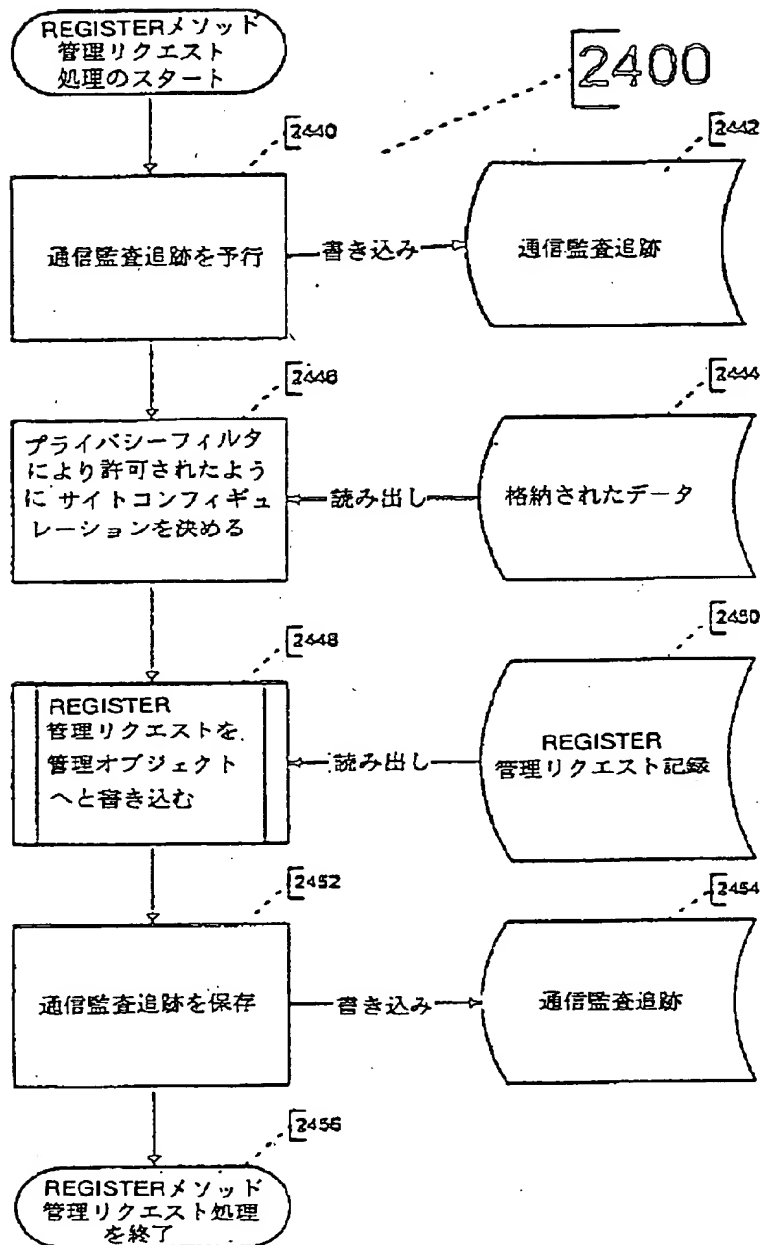 REGISTERメソッド
管理リクエスト
処理のスタート
2400
2440
2442
通信監査追跡を予行
書き込み
通信監査追跡
2446
2444
プライバシーフィルタ
により許可されたよう
に サイトコンフィギュ
レーションを決める
読み出し
格納されたデータ
2448
2450
REGISTER
管理リクエストを
管理オブジェクト
へと書き込む
読み出し
REGISTER
管理リクエスト記録
2452
2454
通信監査追跡を保存
書き込み
通信監査追跡
2456
REGISTERメソッド
管理リクエスト処理
を終了